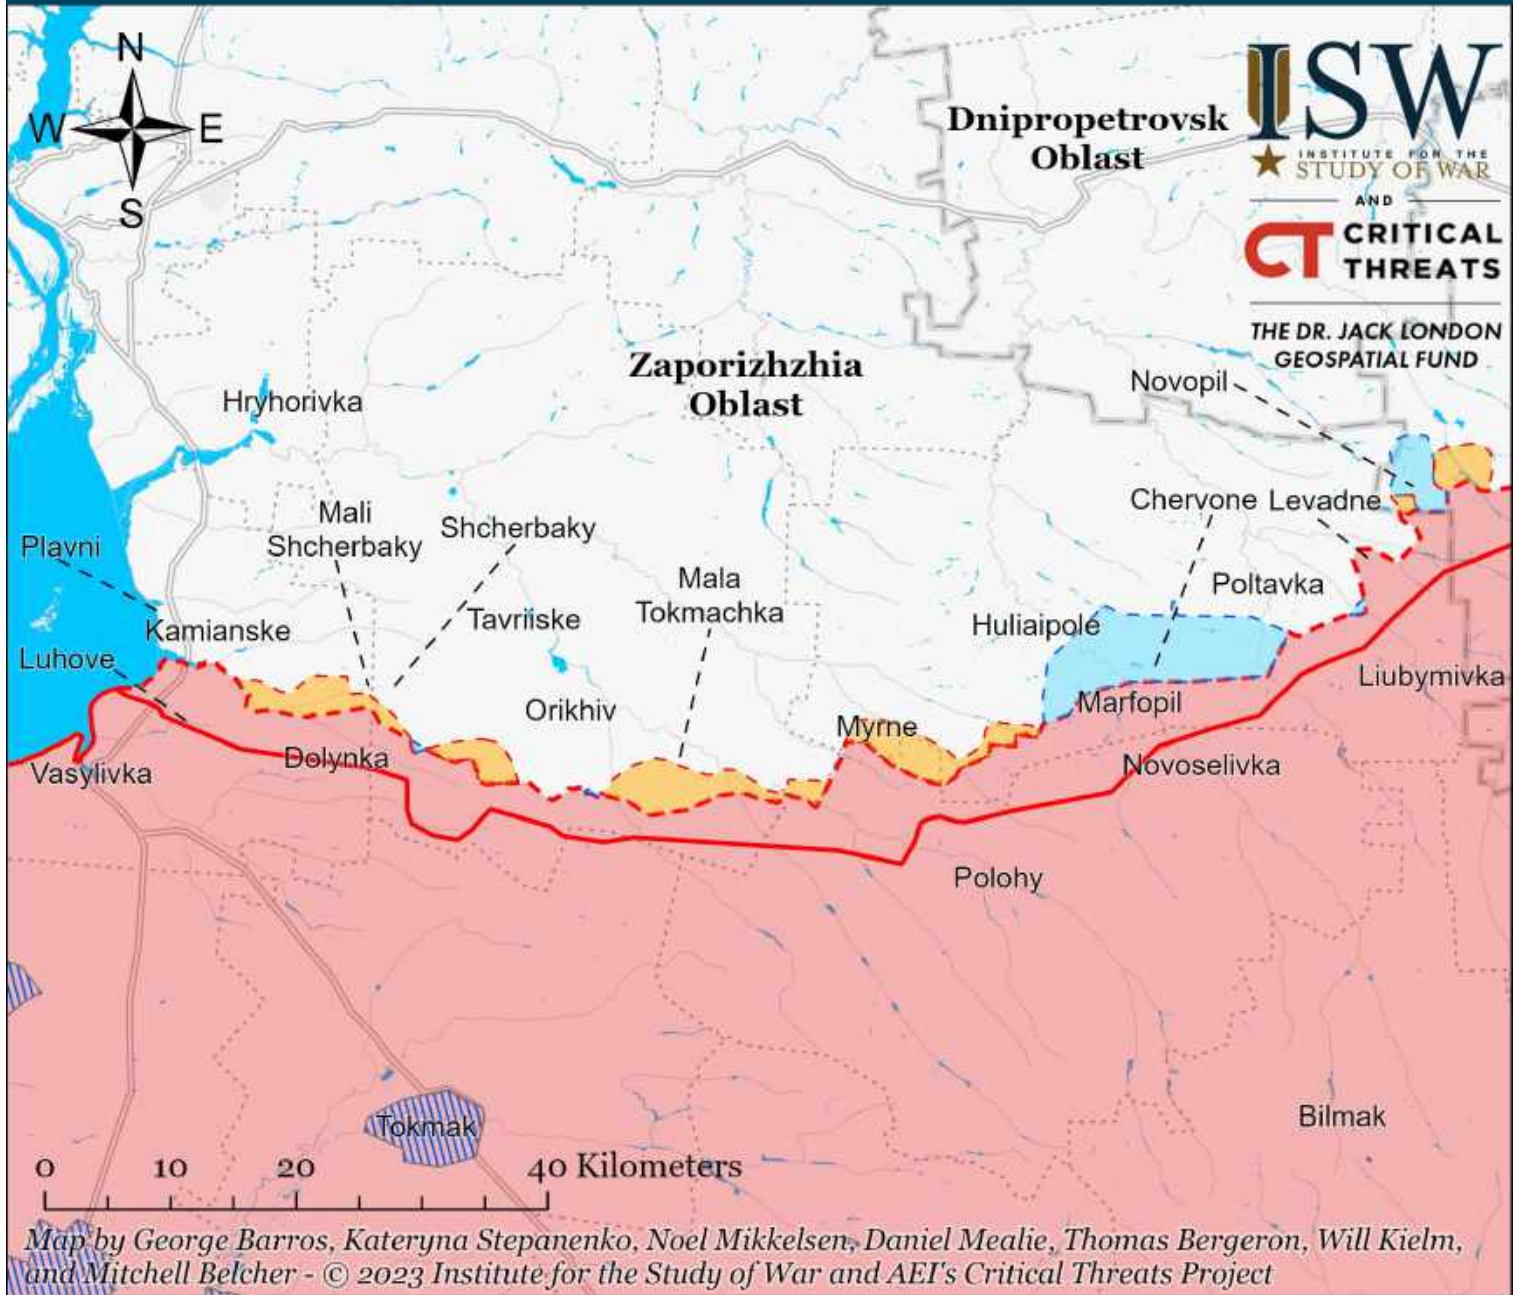 N
W E
S
Dnipropetrovsk
Oblast
ISW
INSTITUTE FOR THE
STUDY OF WAR
AND
CT CRITICAL
THREATS
THE DR. JACK LONDON
GEOSPATIAL FUND
Zaporizhzhia
Oblast
Novopil
Hryhorivka
Chervone
Levadne
Mali
Shcherbaky
Shcherbaky
Plavni
Mala
Tokmachka
Poltavka
Tavriiske
Huliaipole
Kamianske
Luhove
Liubymivka
Orikhiv
Marfopil
Myrne
Dolynka
Vasylivka
Novoselivka
Polohy
Bilmak
Tokmak
0 10 20 40 Kilometers
Map by George Barros, Kateryna Stepanenko, Noel Mikkelsen, Daniel Mealie, Thomas Bergeron, Will Kielm,
and Mitchell Belcher - © 2023 Institute for the Study of War and AEI's Critical Threats Project